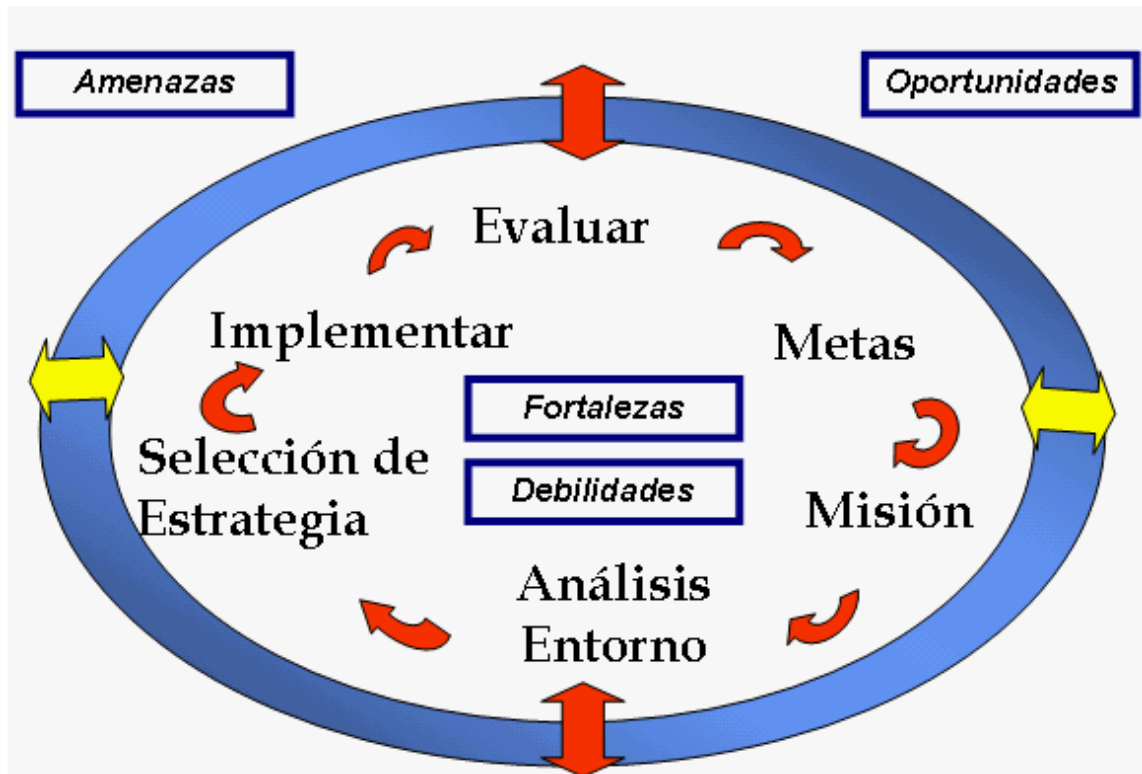 Amenazas
Oportunidades
Evaluar
Implementar
Metas
Fortalezas
Selección de
Estrategia
Debilidades
Misión
Análisis
Entorno